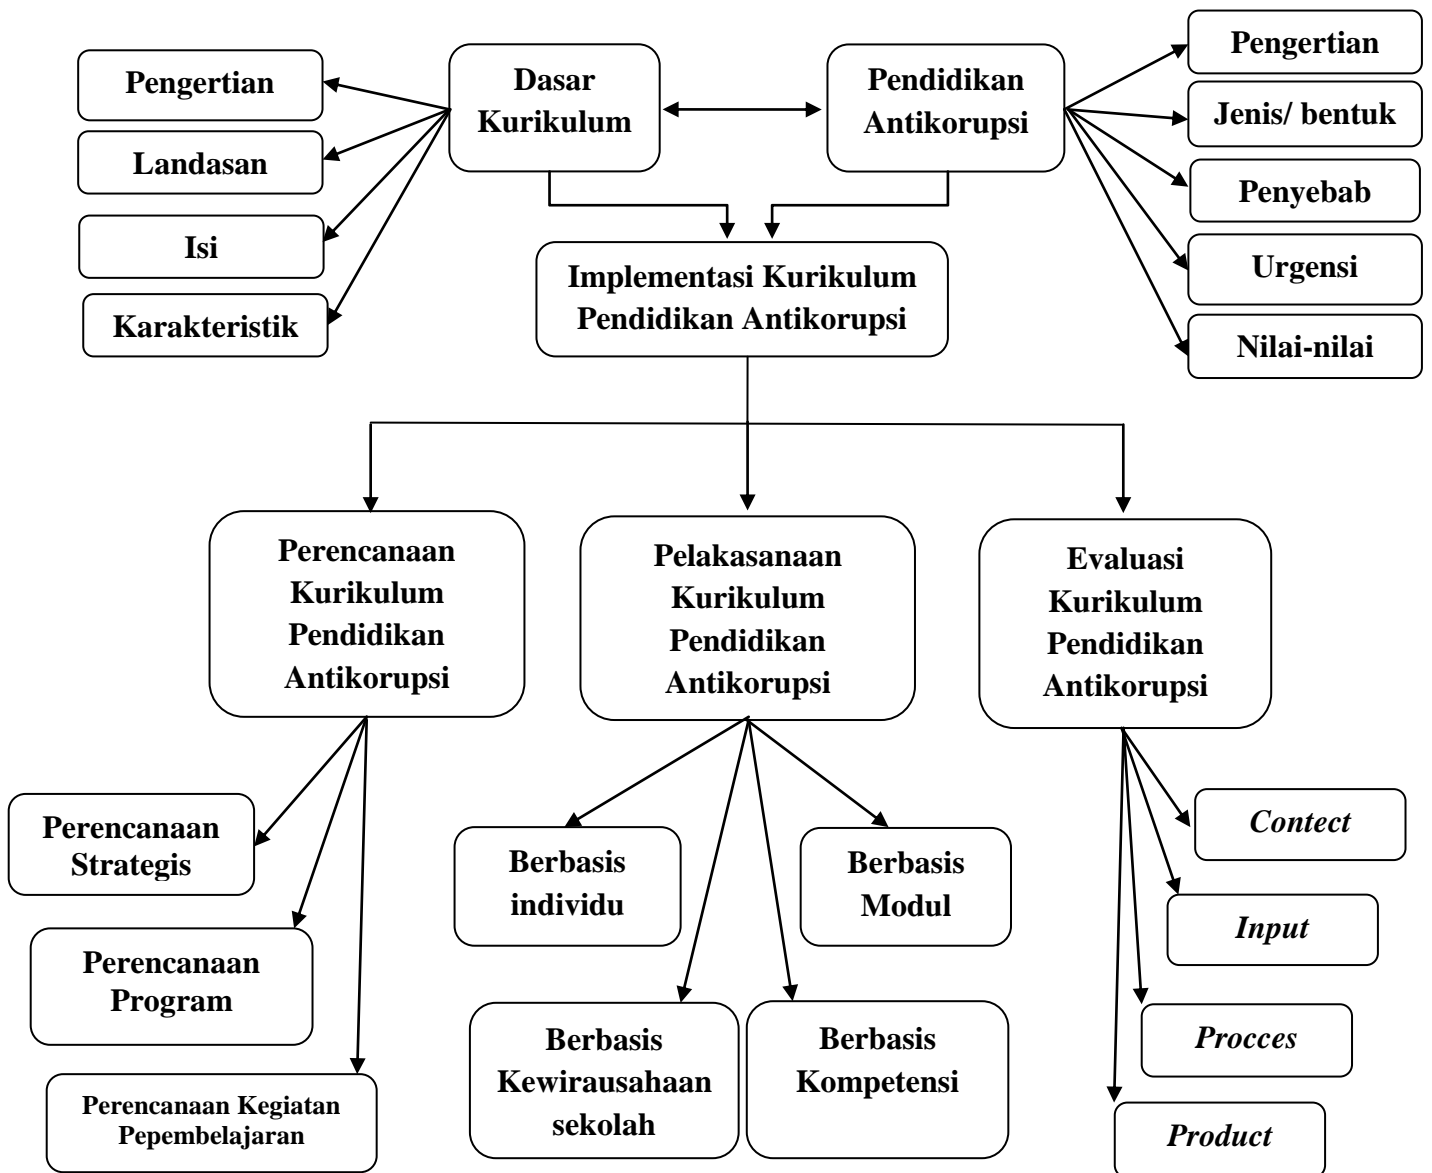 Pengertian
Landasan
Isi
Karakteristik
Dasar
Kurikulum
Pendidikan
Antikorupsi
Pengertian
Jenis/ bentuk
Penyebab
Urgensi
Nilai-nilai
Implementasi Kurikulum
Pendidikan Antikorupsi
Perencanaan
Kurikulum
Pendidikan
Antikorupsi
Pelakasanaan
Kurikulum
Pendidikan
Antikorupsi
Evaluasi
Kurikulum
Pendidikan
Antikorupsi
Perencanaan
Strategis
Perencanaan
Program
Perencanaan Kegiatan
Pepembelajaran
Berbasis
individu
Berbasis
Modul
Berbasis
Kewirausahaan
sekolah
Berbasis
Kompetensi
Contect
Input
Procces
Product